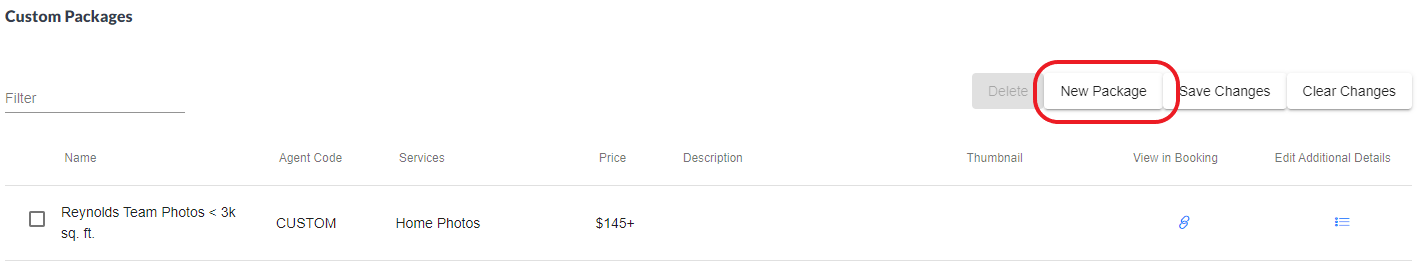 Custom Packages
Filter
Delete New Package Save Changes Clear Changes
Name Agent Code Services Price Description Thumbnail View in Booking Edit Additional Details
Reynolds Team Photos < 3k
sq. ft.
CUSTOM Home Photos $145+